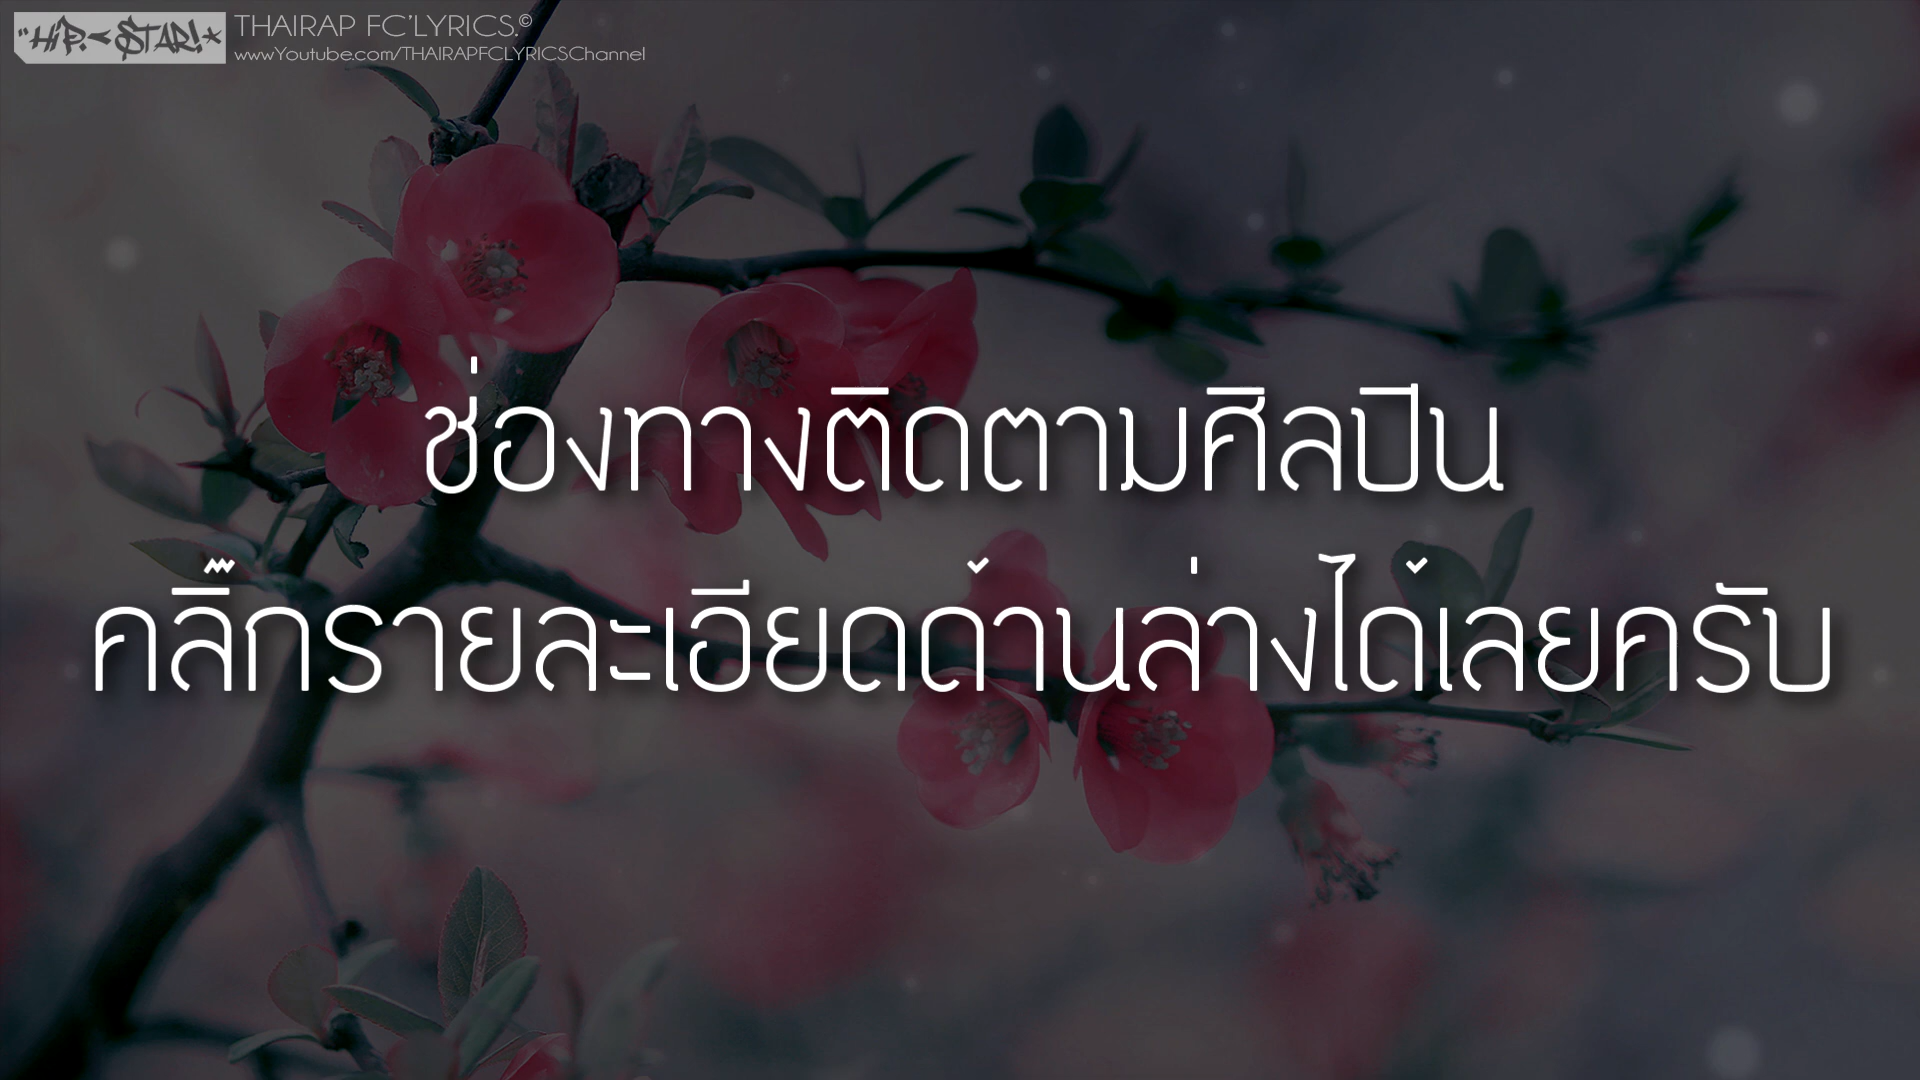 "HiP.<STAR!*
THAIRAP FC'LYRICS.©
wwwYoutube.com/THAIRAPFCLYRICSChannel
ช่องทางติดตามศิลปิน
คลิ๊กรายละเอียดด้านล่างได้เลยครับ